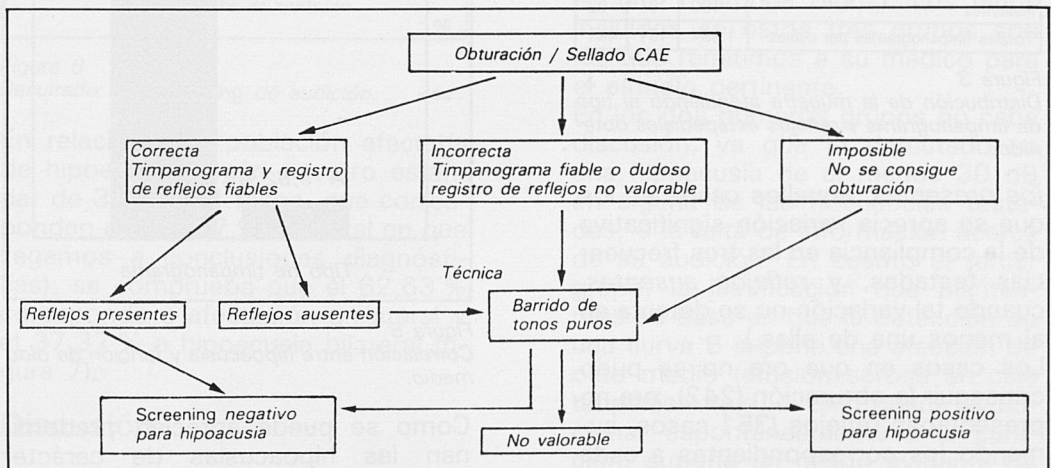 Obturación / Sellado CAE
Correcta
Timpanograma y registro
de reflejos fiables
Incorrecta
Timpanograma fiable o dudoso,
registro de reflejos no valorable
Imposible
No se consigue
obturación
Técnica
Reflejos presentes
Reflejos ausentes
Barrido de
tonos puros
Screening negativo
para hipoacusia
No valorable
Screening positivo
para hipoacusia